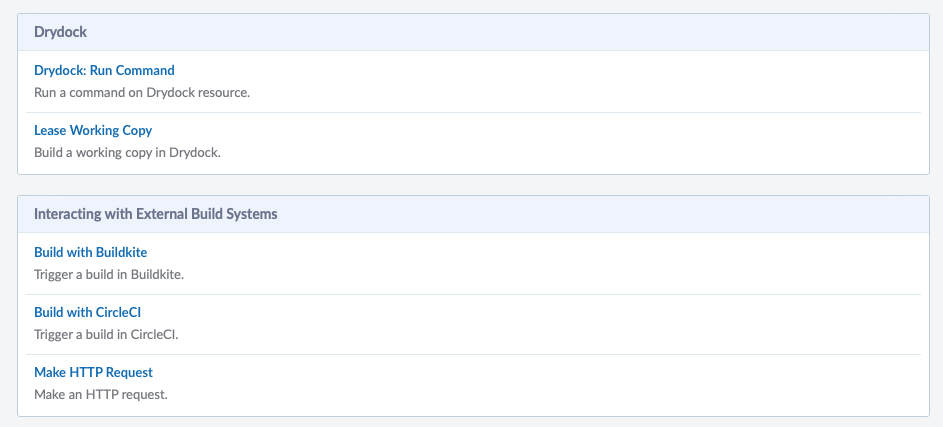 Drydock
Drydock: Run Command
Run a command on Drydock resource.
Lease Working Copy
Build a working copy in Drydock.
Interacting with External Build Systems
Build with Buildkite
Trigger a build in Buildkite.
Build with CircleCI
Trigger a build in CircleCI.
Make HTTP Request
Make an HTTP request.